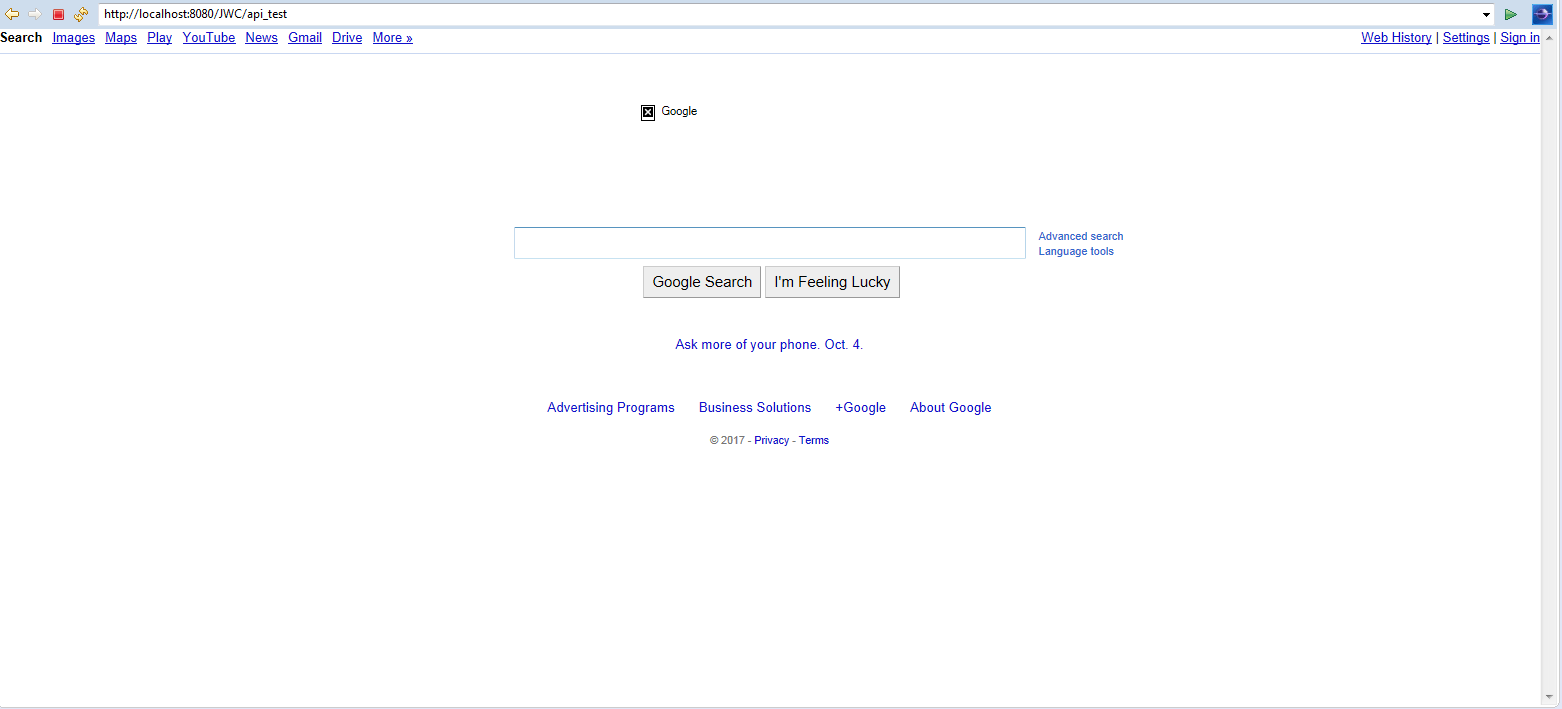 http://localhost:8080/JWC/api_test
Search Images Maps Play YouTube News Gmail Drive More » Web History | Settings | Sign in
Google
Advanced search
Language tools
Google Search I'm Feeling Lucky
Ask more of your phone. Oct. 4.
Advertising Programs Business Solutions +Google About Google
© 2017 - Privacy - Terms